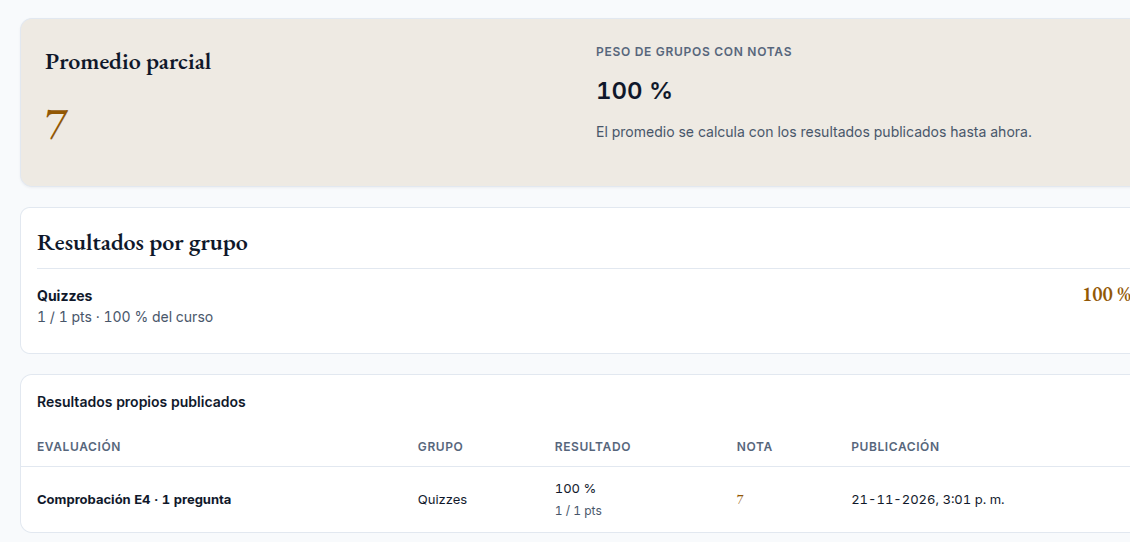 Promedio parcial
7
PESO DE GRUPOS CON NOTAS
100 %
El promedio se calcula con los resultados publicados hasta ahora.
Resultados por grupo
Quizzes
100 %
1 / 1 pts · 100 % del curso
Resultados propios publicados
EVALUACIÓN GRUPO RESULTADO NOTA PUBLICACIÓN
Comprobación E4 · 1 pregunta Quizzes 100 % 7 21-11-2026, 3:01 p. m.
1 / 1 pts